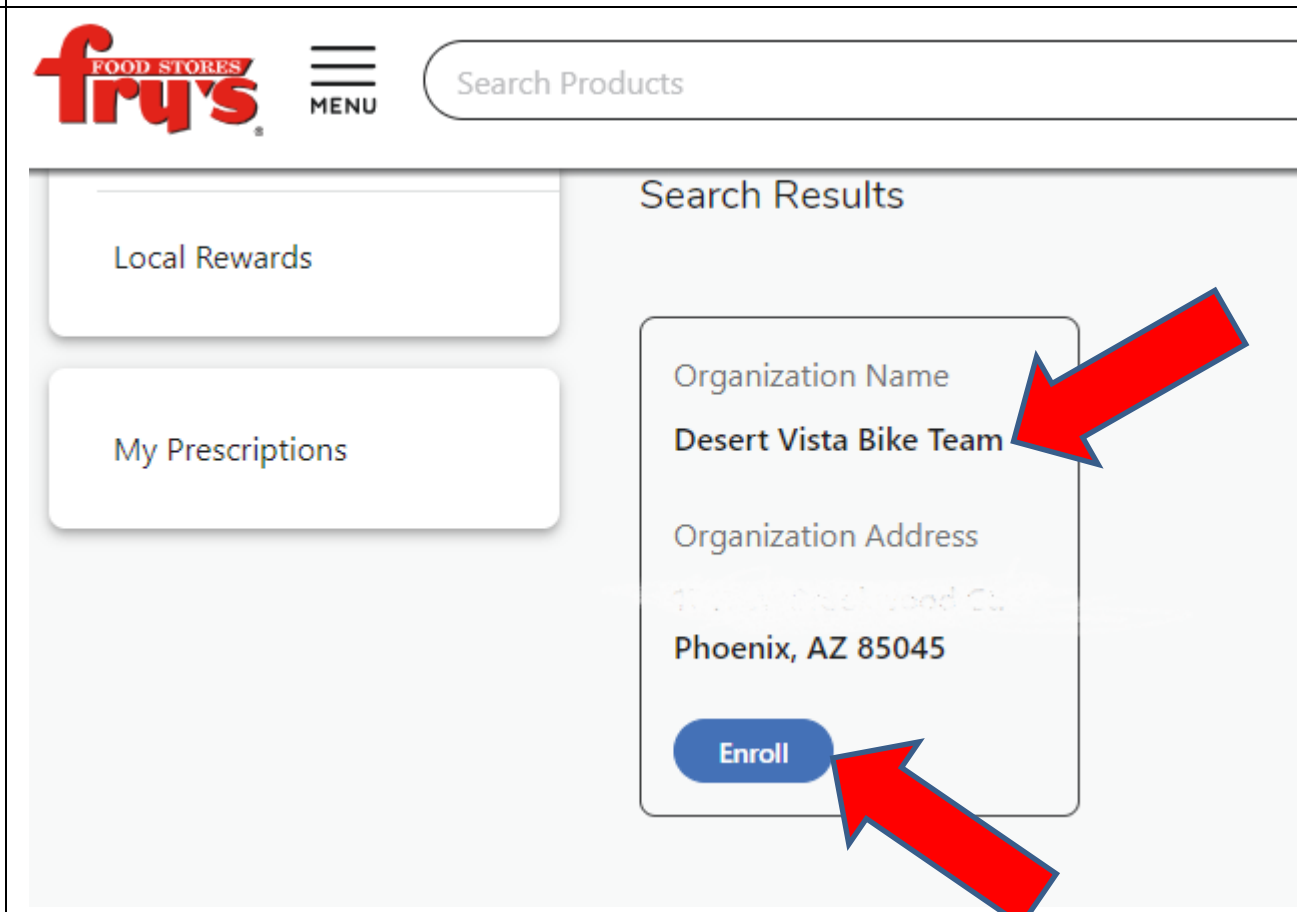 FOOD STORES
fry's
MENU
Search Products
Local Rewards
My Prescriptions
Search Results
Organization Name
Desert Vista Bike Team
Organization Address
Phoenix, AZ 85045
Enroll